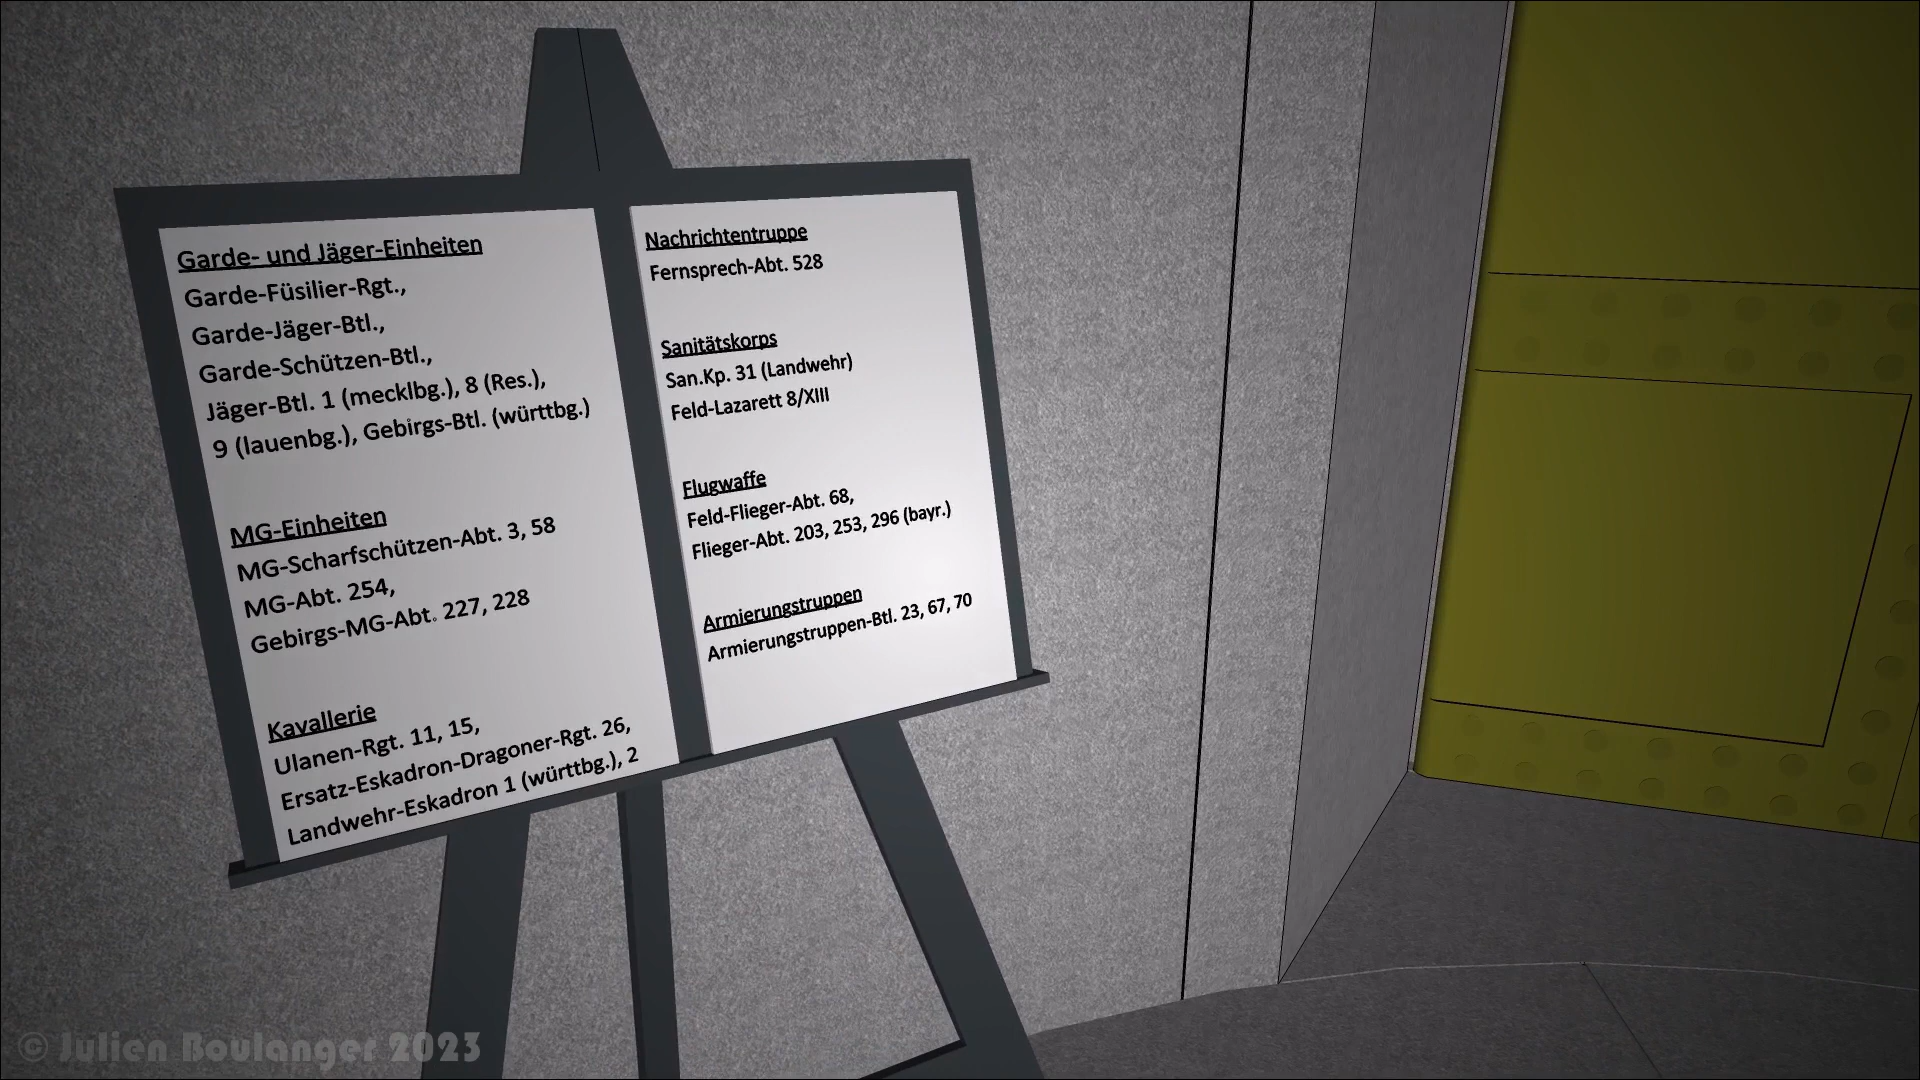 Garde- und Jäger-Einheiten
Garde-Füsilier-Rgt.,
Garde-Jäger-Btl.,
Garde-Schützen-Btl.,
Jäger-Btl. 1 (mecklbg.), 8 (Res.),
9 (lauenbg.), Gebirgs-Btl. (württbg.)
MG-Einheiten
MG-Scharfschützen-Abt. 3, 58
MG-Abt. 254,
Gebirgs-MG-Abt. 227, 228
Kavallerie
Ulanen-Rgt. 11, 15,
Ersatz-Eskadron-Dragoner-Rgt. 26,
Landwehr-Eskadron 1 (württbg.), 2
Nachrichtentruppe
Fernsprech-Abt. 528
Sanitätskorps
San.Kp. 31 (Landwehr)
Feld-Lazarett 8/XIII
Flugwaffe
Feld-Flieger-Abt. 68,
Flieger-Abt. 203, 253, 296 (bayr.)
Armierungstruppen
Armierungstruppen-Btl. 23, 67, 70
© Julien Boulanger 2023